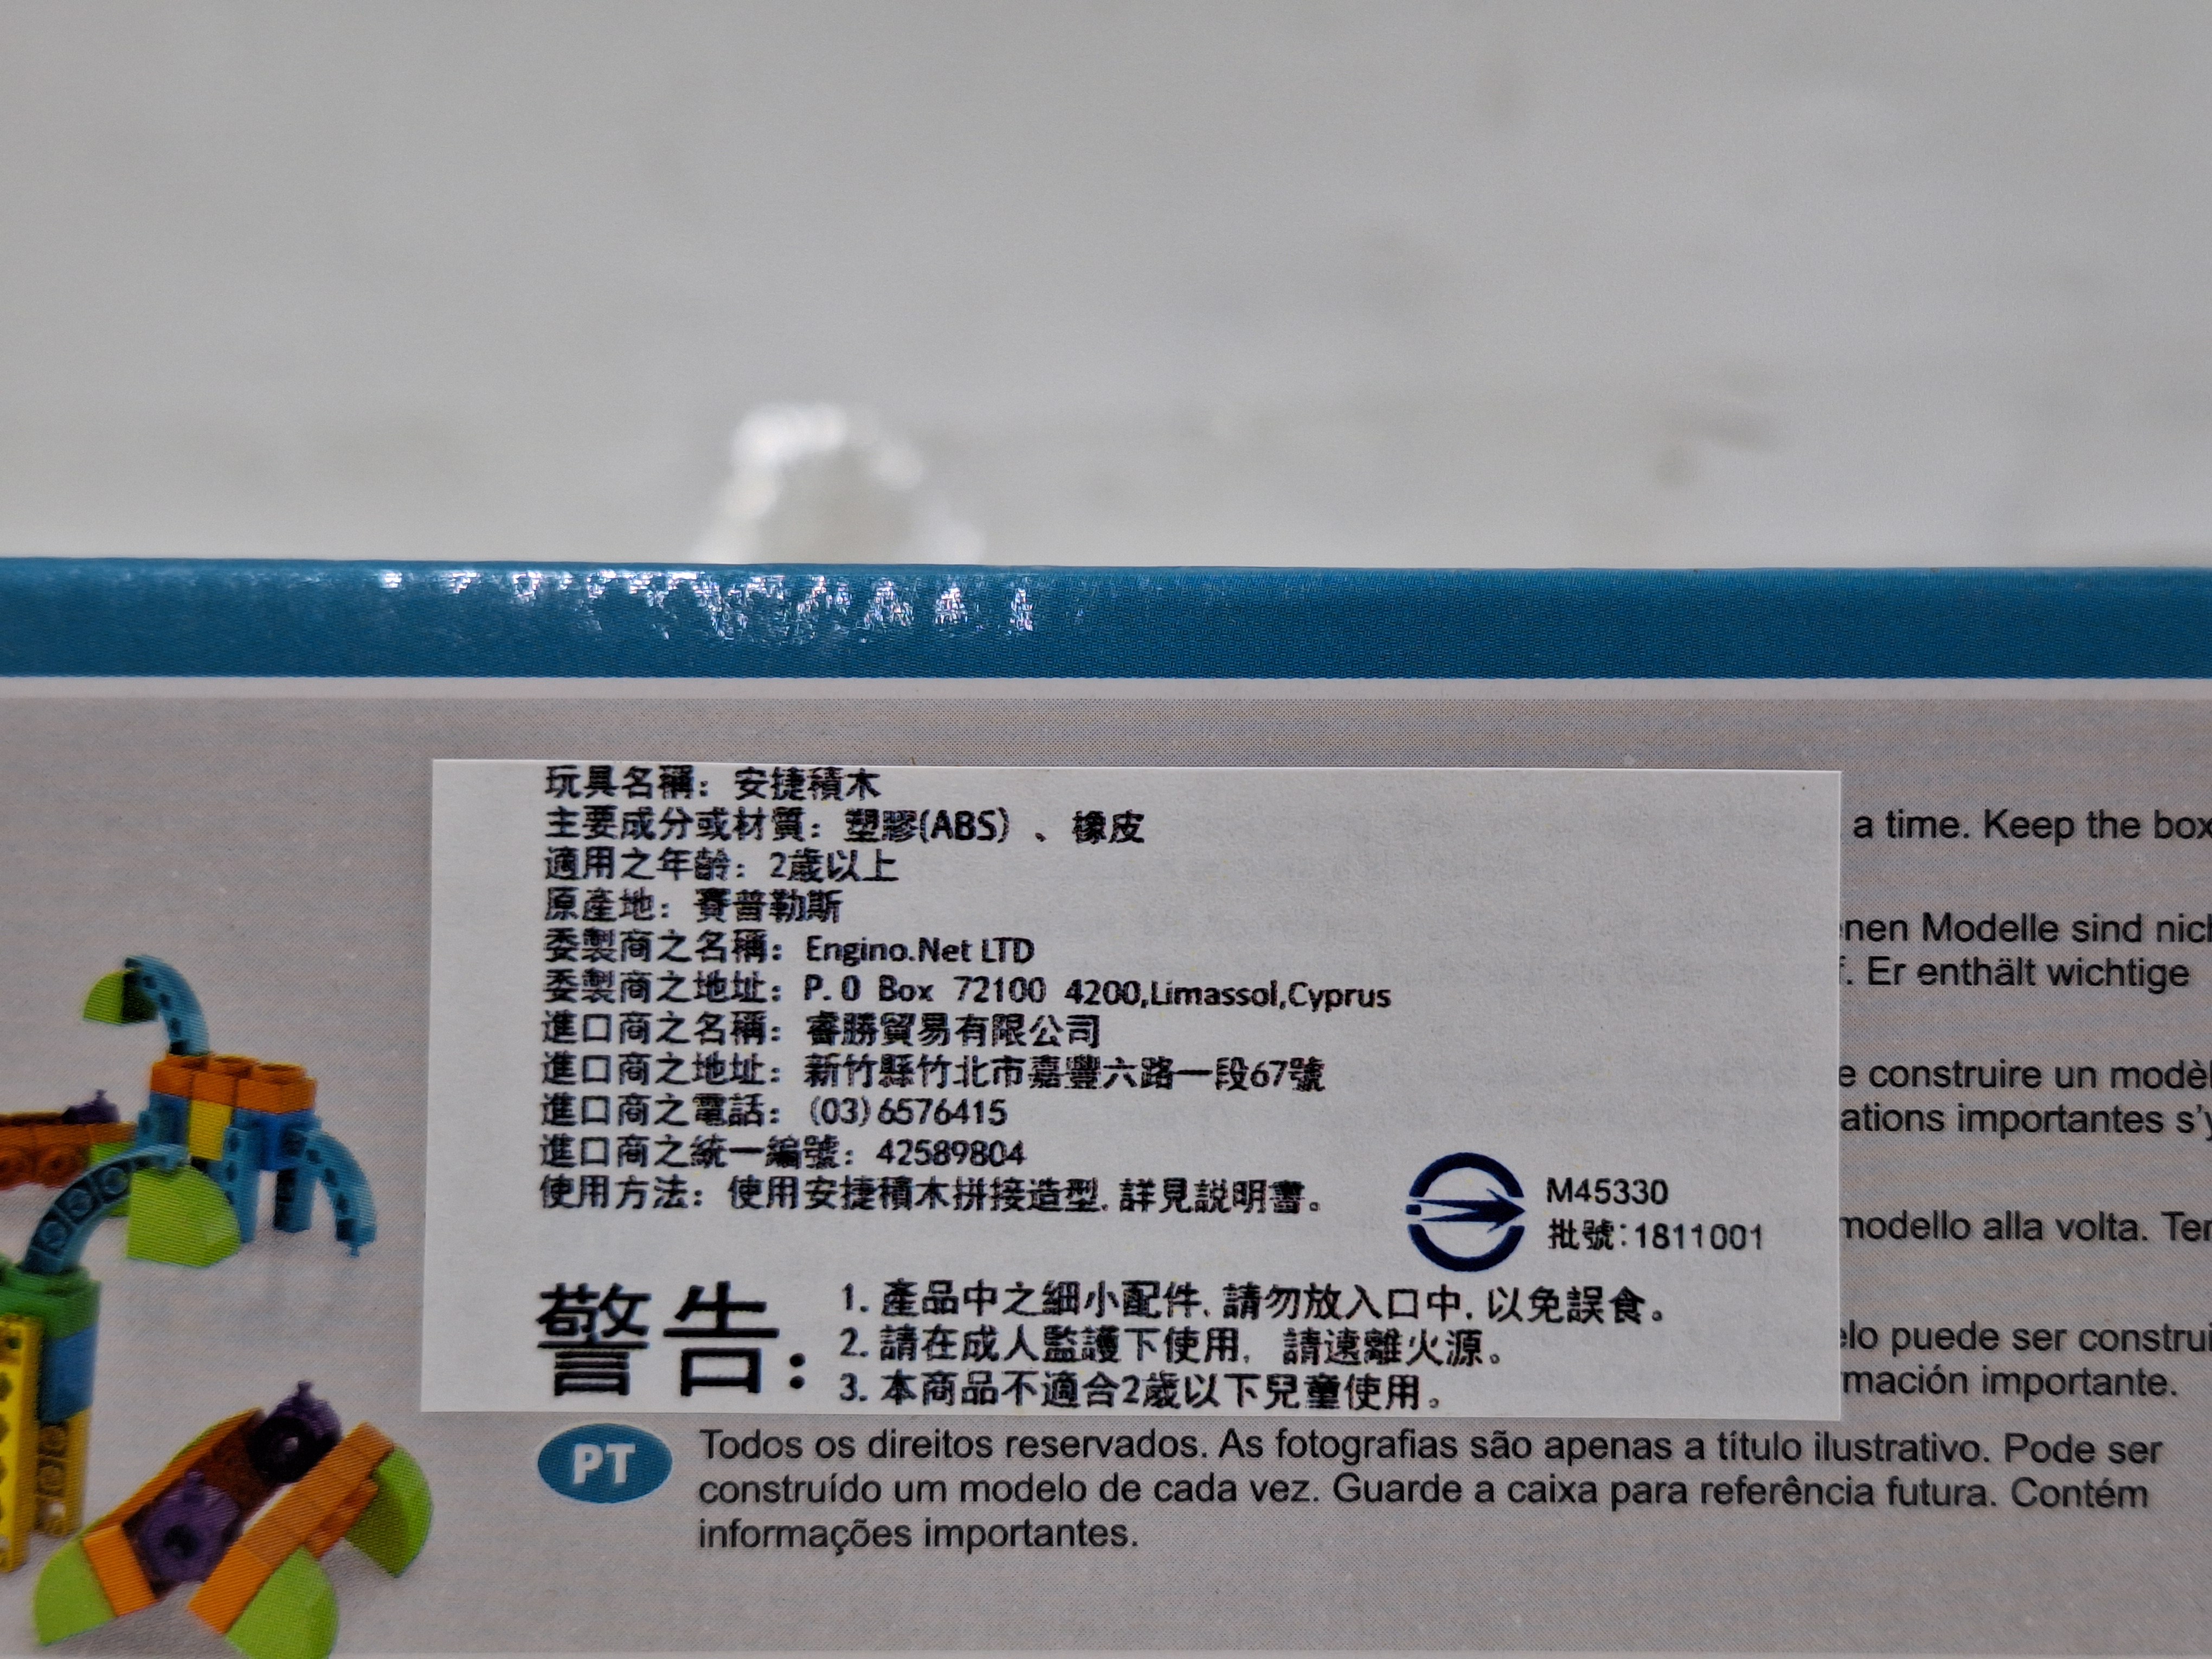 玩具名稱：安捷積木
主要成分或材質：塑膠(ABS)、橡皮
適用之年齡：2歲以上
原產地：賽普勒斯
委製商之名稱：Engino.Net LTD
委製商之地址：P.O Box 72100 4200,Limassol,Cyprus
進口商之名稱：睿勝貿易有限公司
進口商之地址：新竹縣竹北市嘉豐六路一段67號
進口商之電話：(03)6576415
進口商之統一編號：42589804
使用方法：使用安捷積木拼接造型,詳見說明書。
M45330
批號:1811001
警告：
1. 產品中之細小配件,請勿放入口中,以免誤食。
2. 請在成人監護下使用, 請遠離火源。
3. 本商品不適合2歲以下兒童使用。
a time. Keep the box
enen Modelle sind nich
f. Er enthält wichtige
e construire un modèl
ations importantes s'y
modello alla volta. Ter
elo puede ser construi
rmación importante.
PT
Todos os direitos reservados. As fotografias são apenas a título ilustrativo. Pode ser
construído um modelo de cada vez. Guarde a caixa para referência futura. Contém
informações importantes.